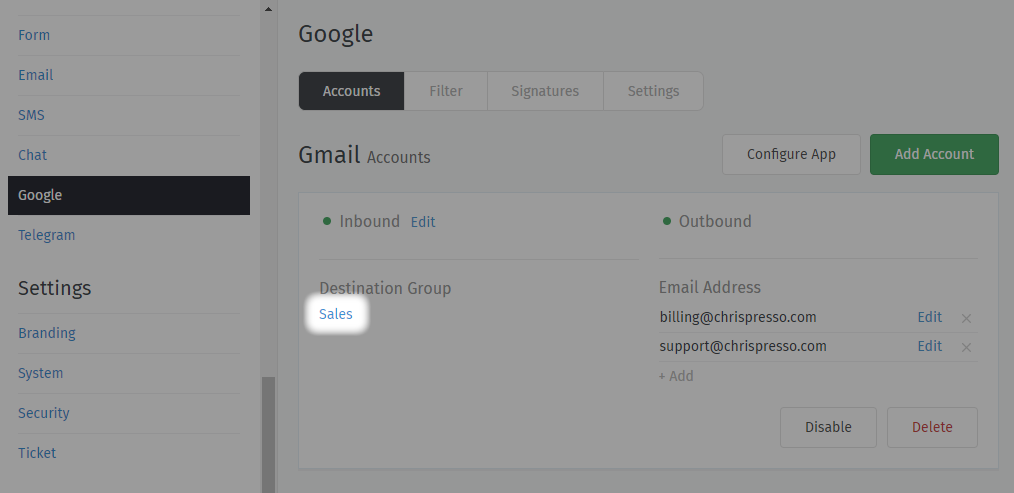 Form
Email
SMS
Chat
Google
Telegram
Settings
Branding
System
Security
Ticket
Google
Accounts Filter Signatures Settings
Gmail Accounts Configure App Add Account
Inbound Edit Outbound
Destination Group Email Address
Sales billing@chrispresso.com Edit ×
support@chrispresso.com Edit ×
+ Add
Disable Delete